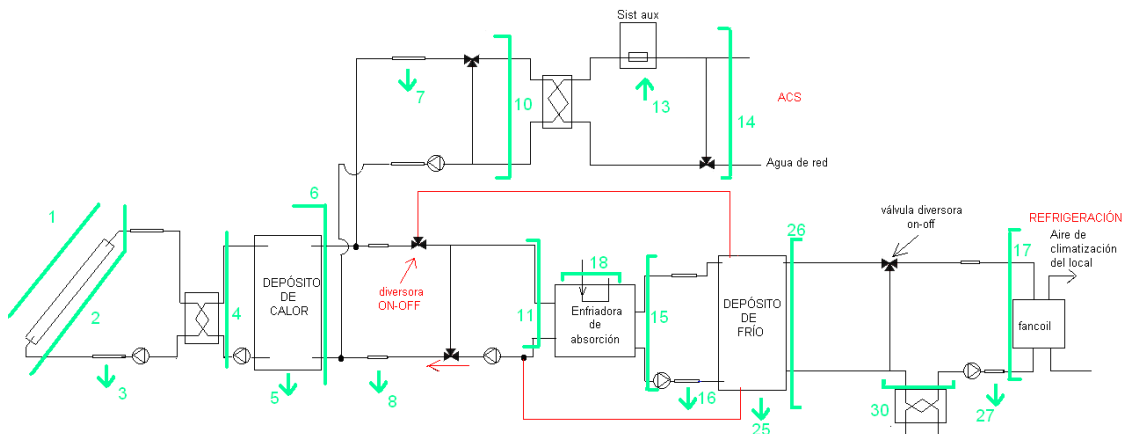 Sist aux
7
10
13
14
ACS
Agua de red
1
2
3
4
DEPÓSITO
DE
CALOR
5
6
diversora
ON-OFF
8
11
18
Enfriadora
de
absorción
15
16
DEPÓSITO
DE
FRÍO
25
26
válvula diversora
on-off
REFRIGERACIÓN
17
Aire de
climatización
del local
fancoil
30
27